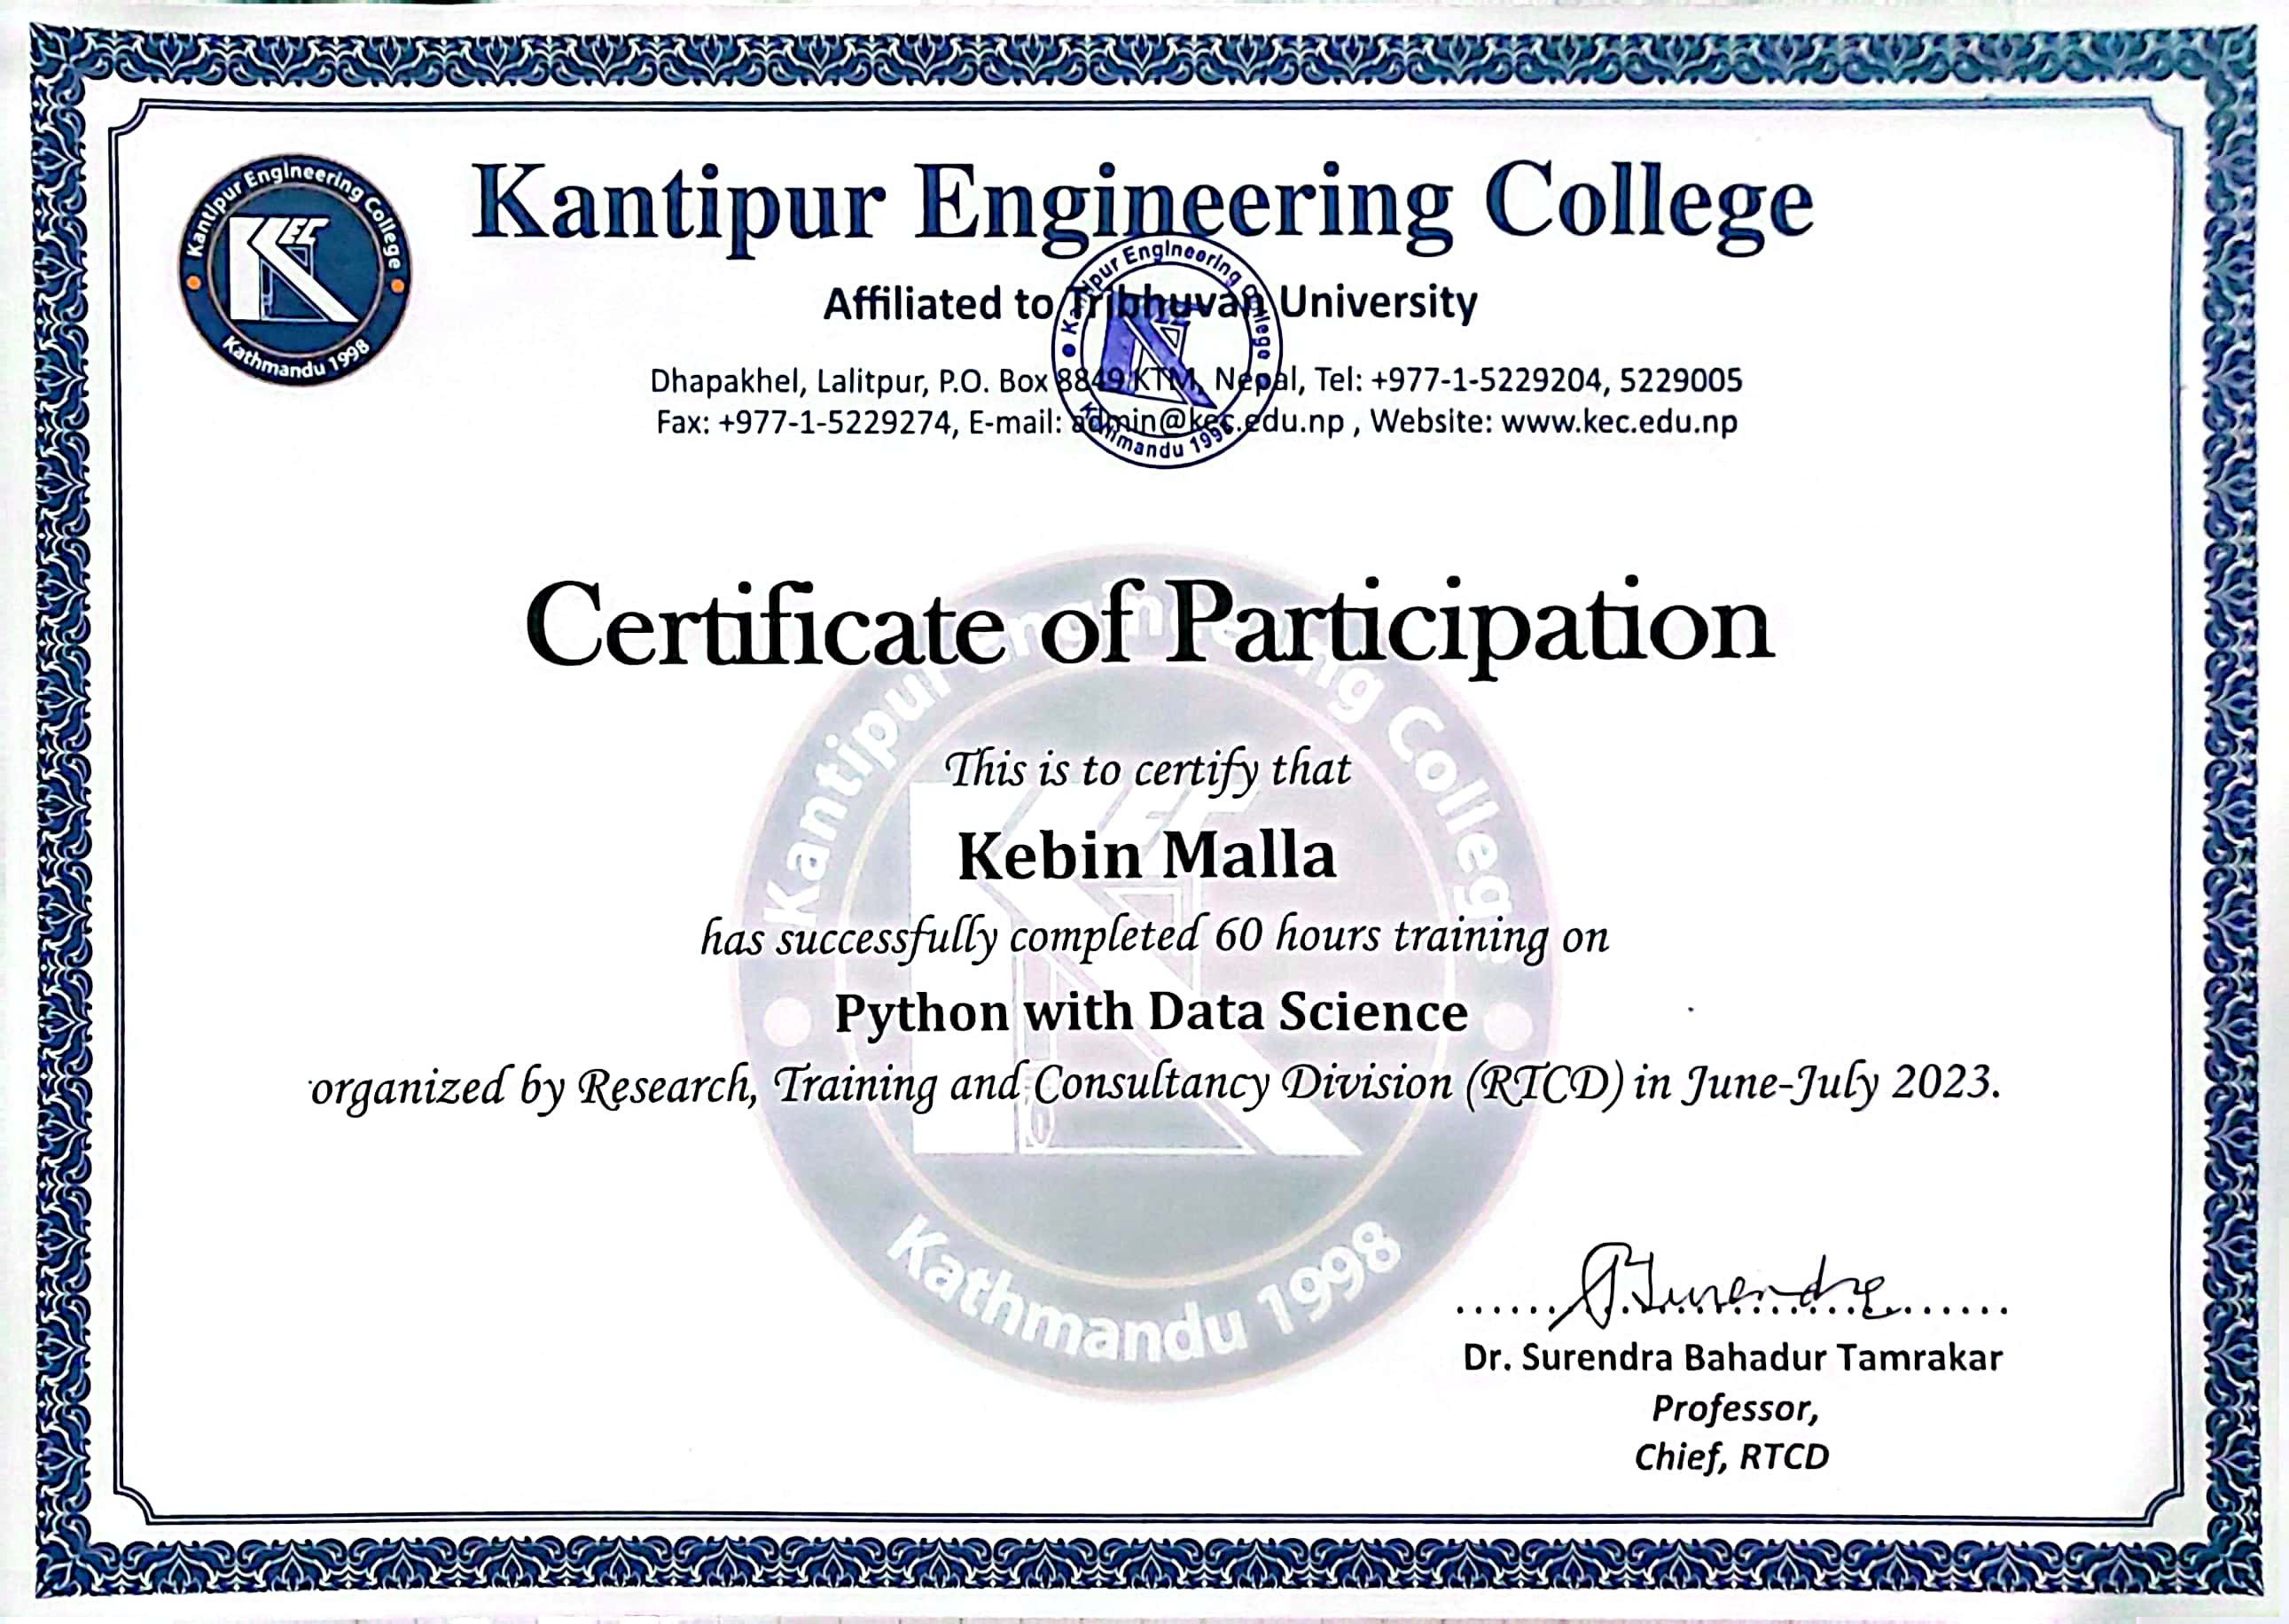 Kantipur Engineering College
KEC
Kathmandu 1998
Kantipur Engineering College
Affiliated to Tribhuvan University
Dhapakhel, Lalitpur, P.O. Box 8849 KTM, Nepal, Tel: +977-1-5229204, 5229005
Fax: +977-1-5229274, E-mail: admin@kec.edu.np , Website: www.kec.edu.np
Kantipur Engineering College
KEC
Kathmandu 1998
Certificate of Participation
This is to certify that
Kebin Malla
has successfully completed 60 hours training on
Python with Data Science
organized by Research, Training and Consultancy Division (RTCD) in June-July 2023.
Kantipur Engineering College
KEC
Kathmandu 1998
Surendra
Dr. Surendra Bahadur Tamrakar
Professor,
Chief, RTCD